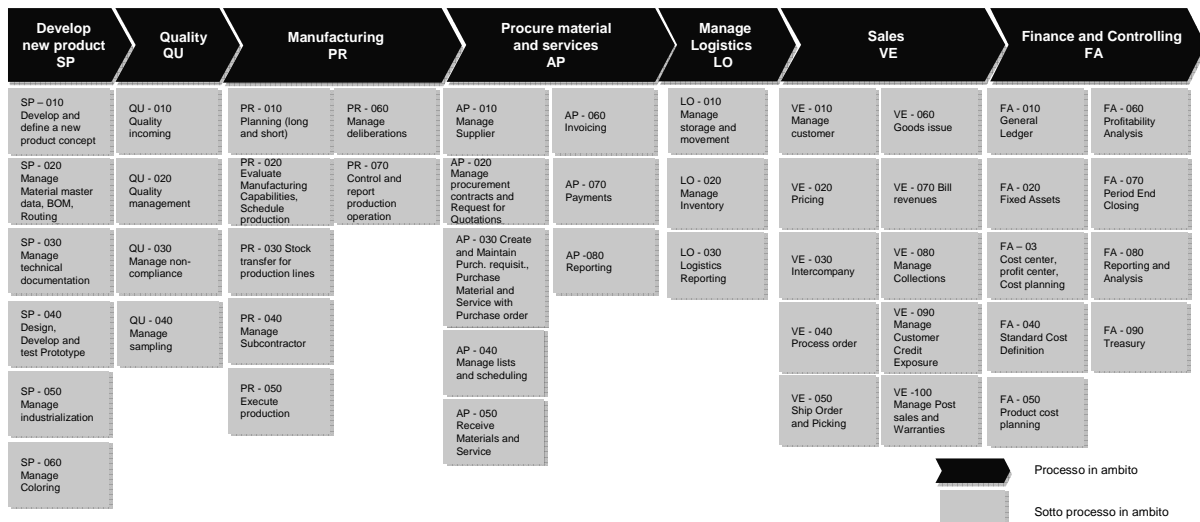 Develop
new product
SP
Quality
QU
Manufacturing
PR
Procure material
and services
AP
Manage
Logistics
LO
Sales
VE
Finance and Controlling
FA
SP – 010
Develop and
define a new
product concept
SP - 020
Manage
Material master
data, BOM,
Routing
SP - 030
Manage
technical
documentation
SP - 040
Design,
Develop and
test Prototype
SP - 050
Manage
industrialization
SP - 060
Manage
Coloring
QU - 010
Quality
incoming
QU - 020
Quality
management
QU - 030
Manage non-
compliance
QU - 040
Manage
sampling
PR - 010
Planning (long
and short)
PR - 020
Evaluate
Manufacturing
Capabilities,
Schedule
production
PR - 030 Stock
transfer for
production lines
PR - 040
Manage
Subcontractor
PR - 050
Execute
production
PR - 060
Manage
deliberations
PR - 070
Control and
report
production
operation
AP - 010
Manage
Supplier
AP - 020
Manage
procurement
contracts and
Request for
Quotations
AP - 030 Create
and Maintain
Purch. requisit.,
Purchase
Material and
Service with
Purchase order
AP - 040
Manage lists
and scheduling
AP - 050
Receive
Materials and
Service
AP - 060
Invoicing
AP - 070
Payments
AP -080
Reporting
LO - 010
Manage
storage and
movement
LO - 020
Manage
Inventory
LO - 030
Logistics
Reporting
VE - 010
Manage
customer
VE - 020
Pricing
VE - 030
Intercompany
VE - 040
Process order
VE - 050
Ship Order
and Picking
VE - 060
Goods issue
VE - 070 Bill
revenues
VE - 080
Manage
Collections
VE - 090
Manage
Customer
Credit
Exposure
VE -100
Manage Post
sales and
Warranties
FA - 010
General
Ledger
FA - 020
Fixed Assets
FA – 03
Cost center,
profit center,
Cost planning
FA - 040
Standard Cost
Definition
FA - 050
Product cost
planning
FA - 060
Profitability
Analysis
FA - 070
Period End
Closing
FA - 080
Reporting and
Analysis
FA - 090
Treasury
Processo in ambito
Sotto processo in ambito